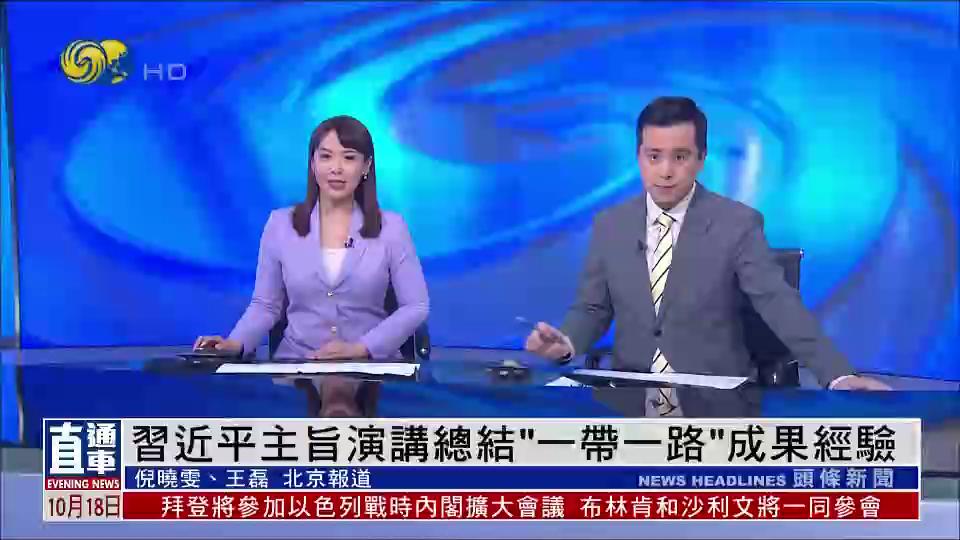 HD
習近平主旨演講總結"一帶一路"成果經驗
直通車
EVENING NEWS
倪曉雯、王磊 北京報道
NEWS HEADLINES 頭條新聞
10月18日
拜登將參加以色列戰時內閣擴大會議 布林肯和沙利文將一同參會